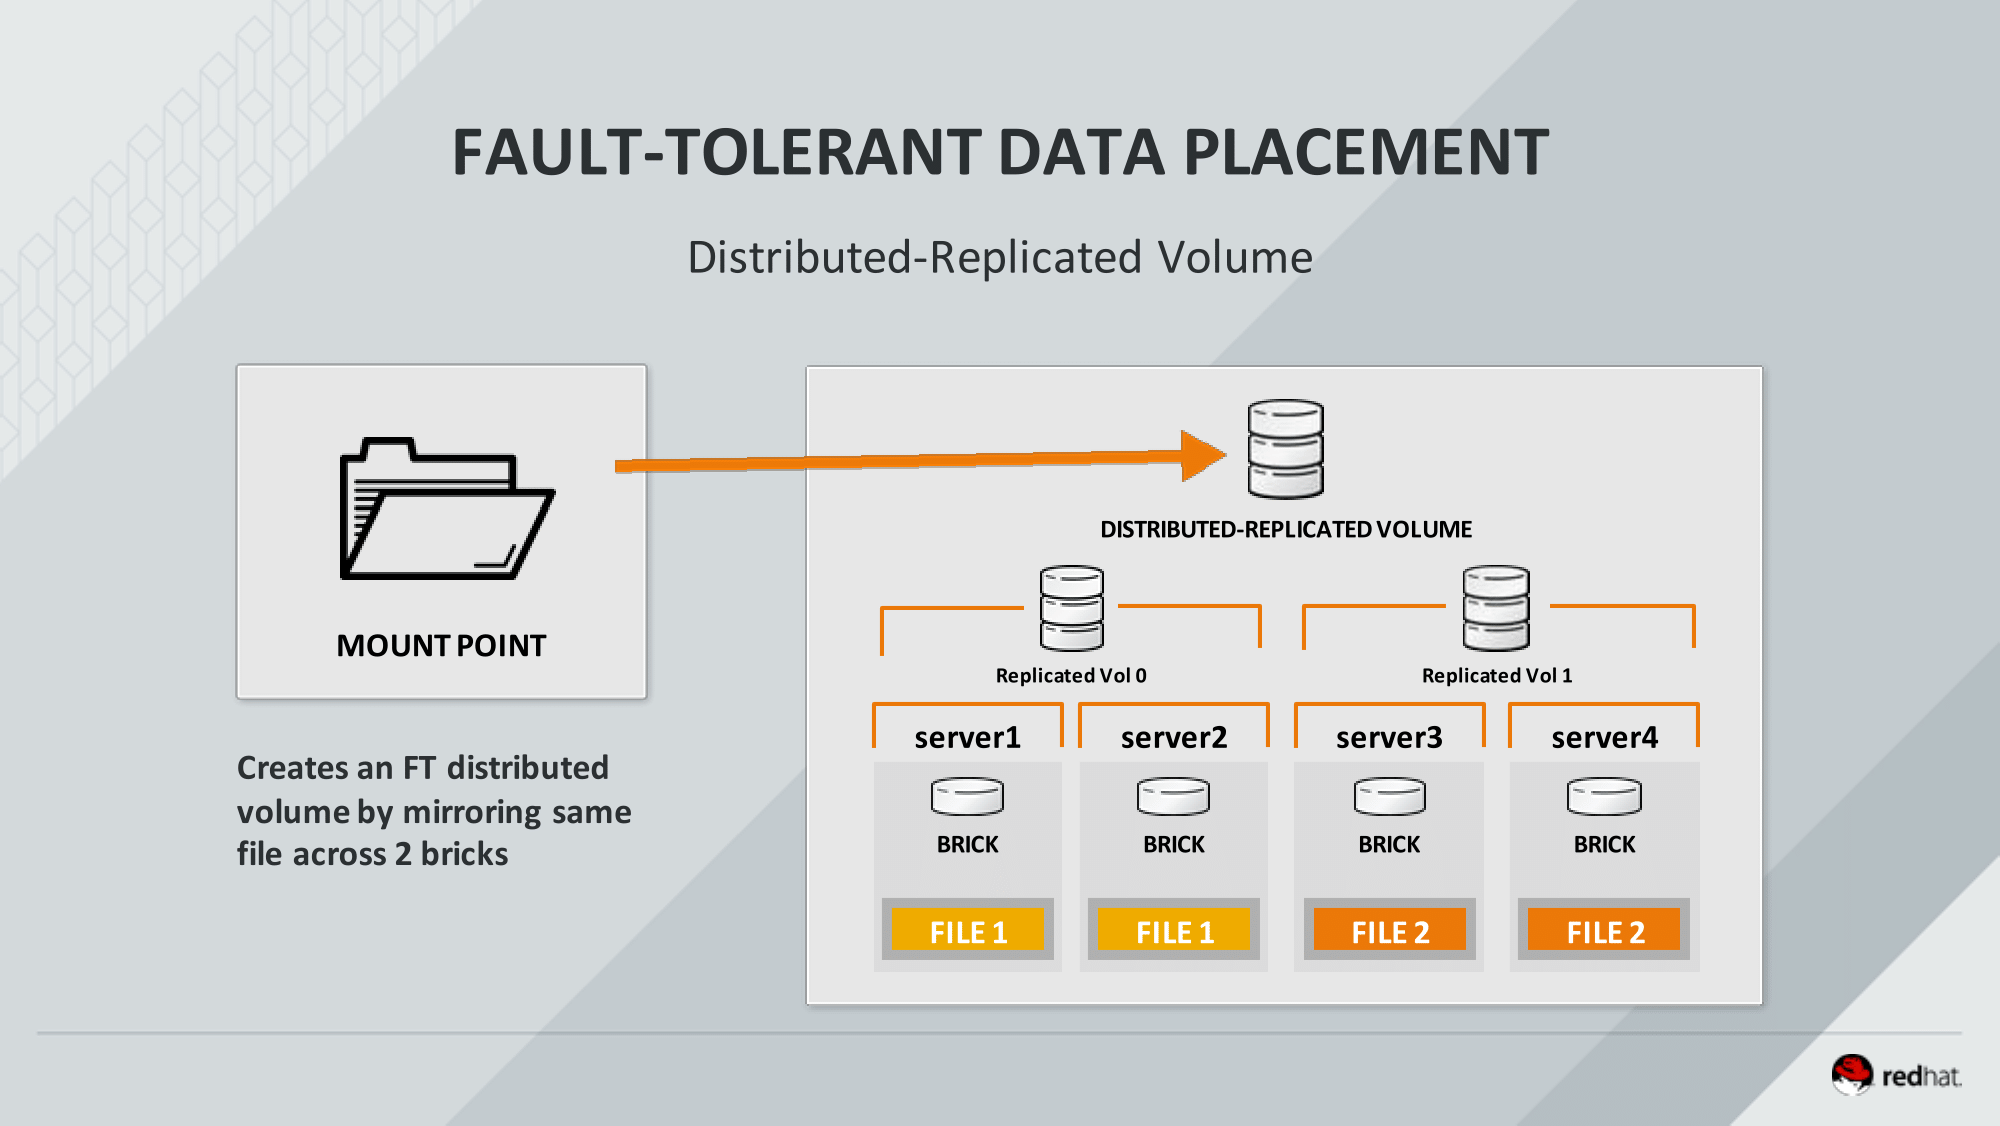 FAULT-TOLERANT DATA PLACEMENT
Distributed-Replicated Volume
MOUNT POINT
Creates an FT distributed
volume by mirroring same
file across 2 bricks
DISTRIBUTED-REPLICATED VOLUME
Replicated Vol 0
Replicated Vol 1
server1
server2
server3
server4
BRICK
BRICK
BRICK
BRICK
FILE 1
FILE 1
FILE 2
FILE 2
redhat.